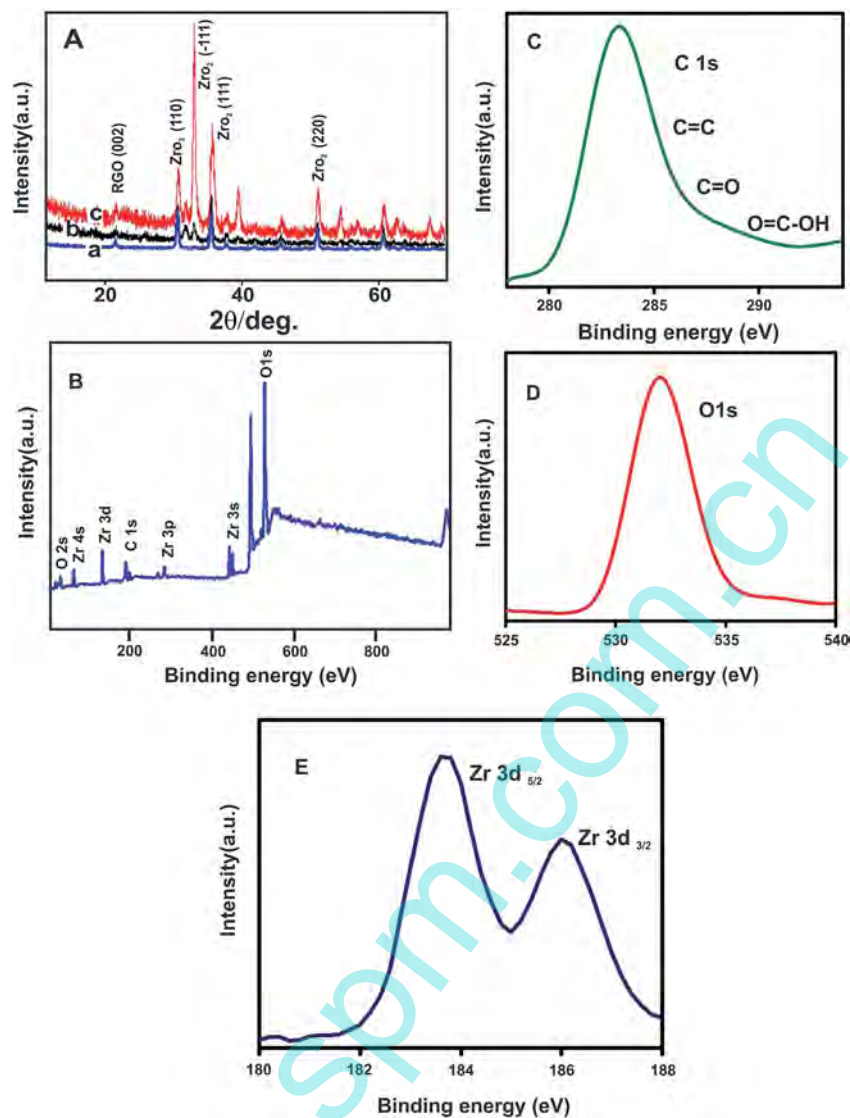 A
Intensity(a.u.)
RGO (002)
Zro2 (110)
Zro2 (-111)
Zro2 (111)
Zro2 (220)
c
b
a
20 40 60
2θ/deg.
C
Intensity(a.u.)
C 1s
C=C
C=O
O=C-OH
280 285 290
Binding energy (eV)
B
Intensity(a.u.)
O 2s
Zr 4s
Zr 3d
C 1s
Zr 3p
Zr 3s
O1s
200 400 600 800
Binding energy (eV)
D
Intensity(a.u.)
O1s
525 530 535 540
Binding energy (eV)
E
Intensity(a.u.)
Zr 3d 5/2
Zr 3d 3/2
180 182 184 186 188
Binding energy (eV)
spm.com.cn